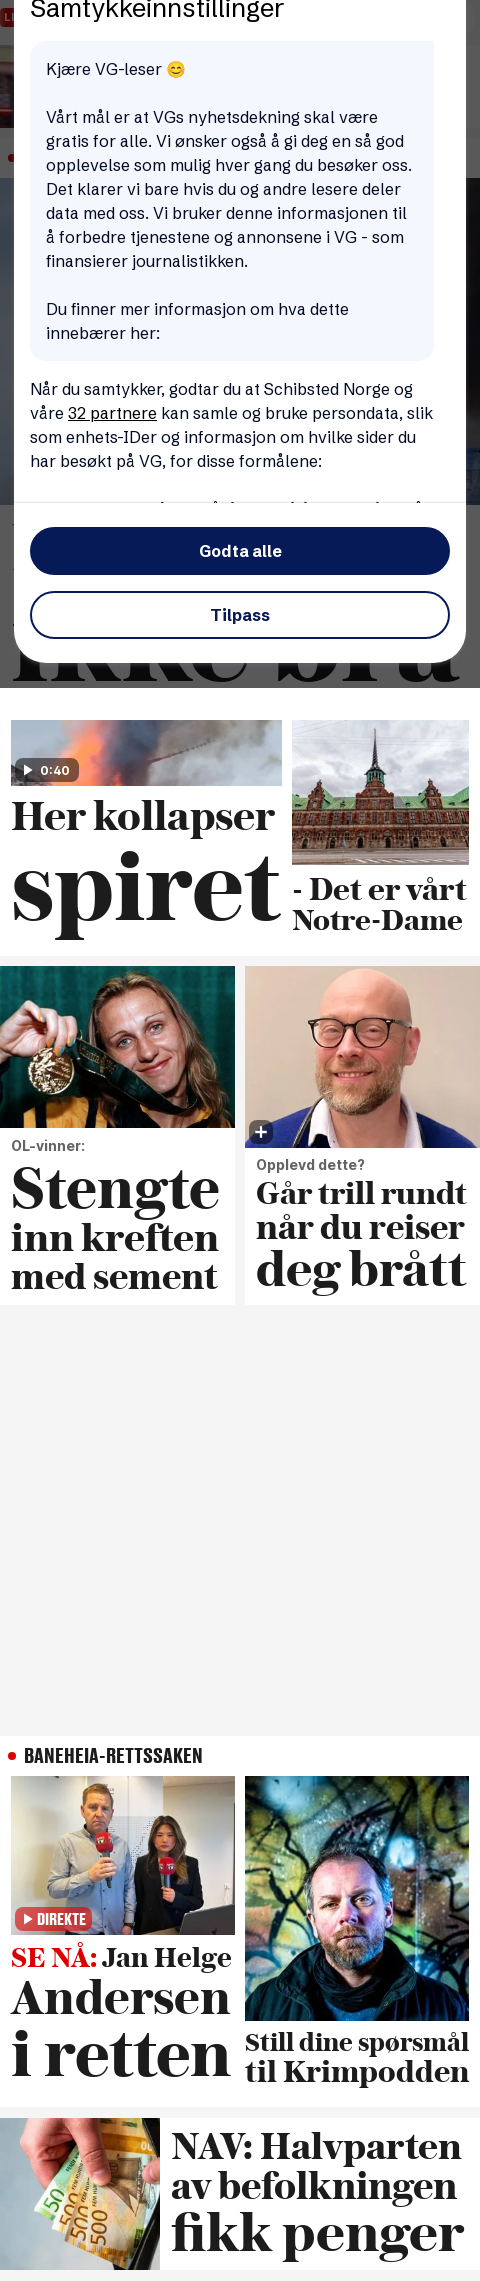 Samtykkeinnstillinger
Kjære VG-leser 😊
Vårt mål er at VGs nyhetsdekning skal være
gratis for alle. Vi ønsker også å gi deg en så god
opplevelse som mulig hver gang du besøker oss.
Det klarer vi bare hvis du og andre lesere deler
data med oss. Vi bruker denne informasjonen til
å forbedre tjenestene og annonsene i VG - som
finansierer journalistikken.
Du finner mer informasjon om hva dette
innebærer her:
Når du samtykker, godtar du at Schibsted Norge og
våre 32 partnere kan samle og bruke persondata, slik
som enhets-IDer og informasjon om hvilke sider du
har besøkt på VG, for disse formålene:
Godta alle
Tilpass
ikke bra
0:40
Her kollapser
spiret
- Det er vårt
Notre-Dame
OL-vinner:
Stengte
inn kreften
med sement
Opplevd dette?
Går trill rundt
når du reiser
deg brått
BANEHEIA-RETTSSAKEN
DIREKTE
SE NÅ: Jan Helge
Andersen
i retten
Still dine spørsmål
til Krimpodden
NAV: Halvparten
av befolkningen
fikk penger